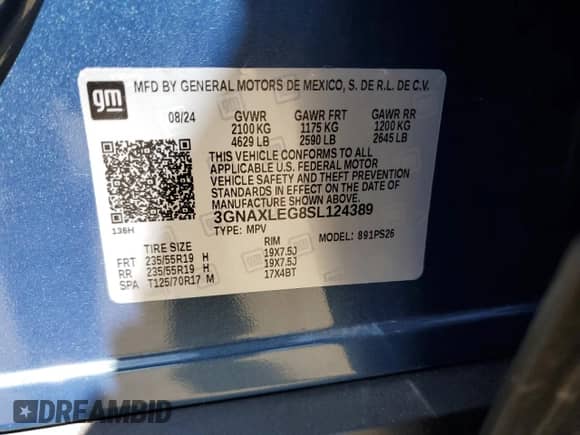 gm
MFD BY GENERAL MOTORS DE MEXICO, S. DE R.L. DE C.V.
08/24 GVWR GAWR FRT GAWR RR
2100 KG 1175 KG 1200 KG
4629 LB 2590 LB 2645 LB
THIS VEHICLE CONFORMS TO ALL
APPLICABLE U.S. FEDERAL MOTOR
VEHICLE SAFETY AND THEFT PREVENTION
STANDARDS IN EFFECT ON THE DATE OF
MANUFACTURE SHOWN ABOVE.
3GNAXLEG8SL124389
TYPE: MPV MODEL: 891PS26
136H
TIRE SIZE RIM
FRT 235/55R19 H 19X7.5J
RR 235/55R19 H 19X7.5J
SPA T125/70R17 M 17X4BT
DREAMBID